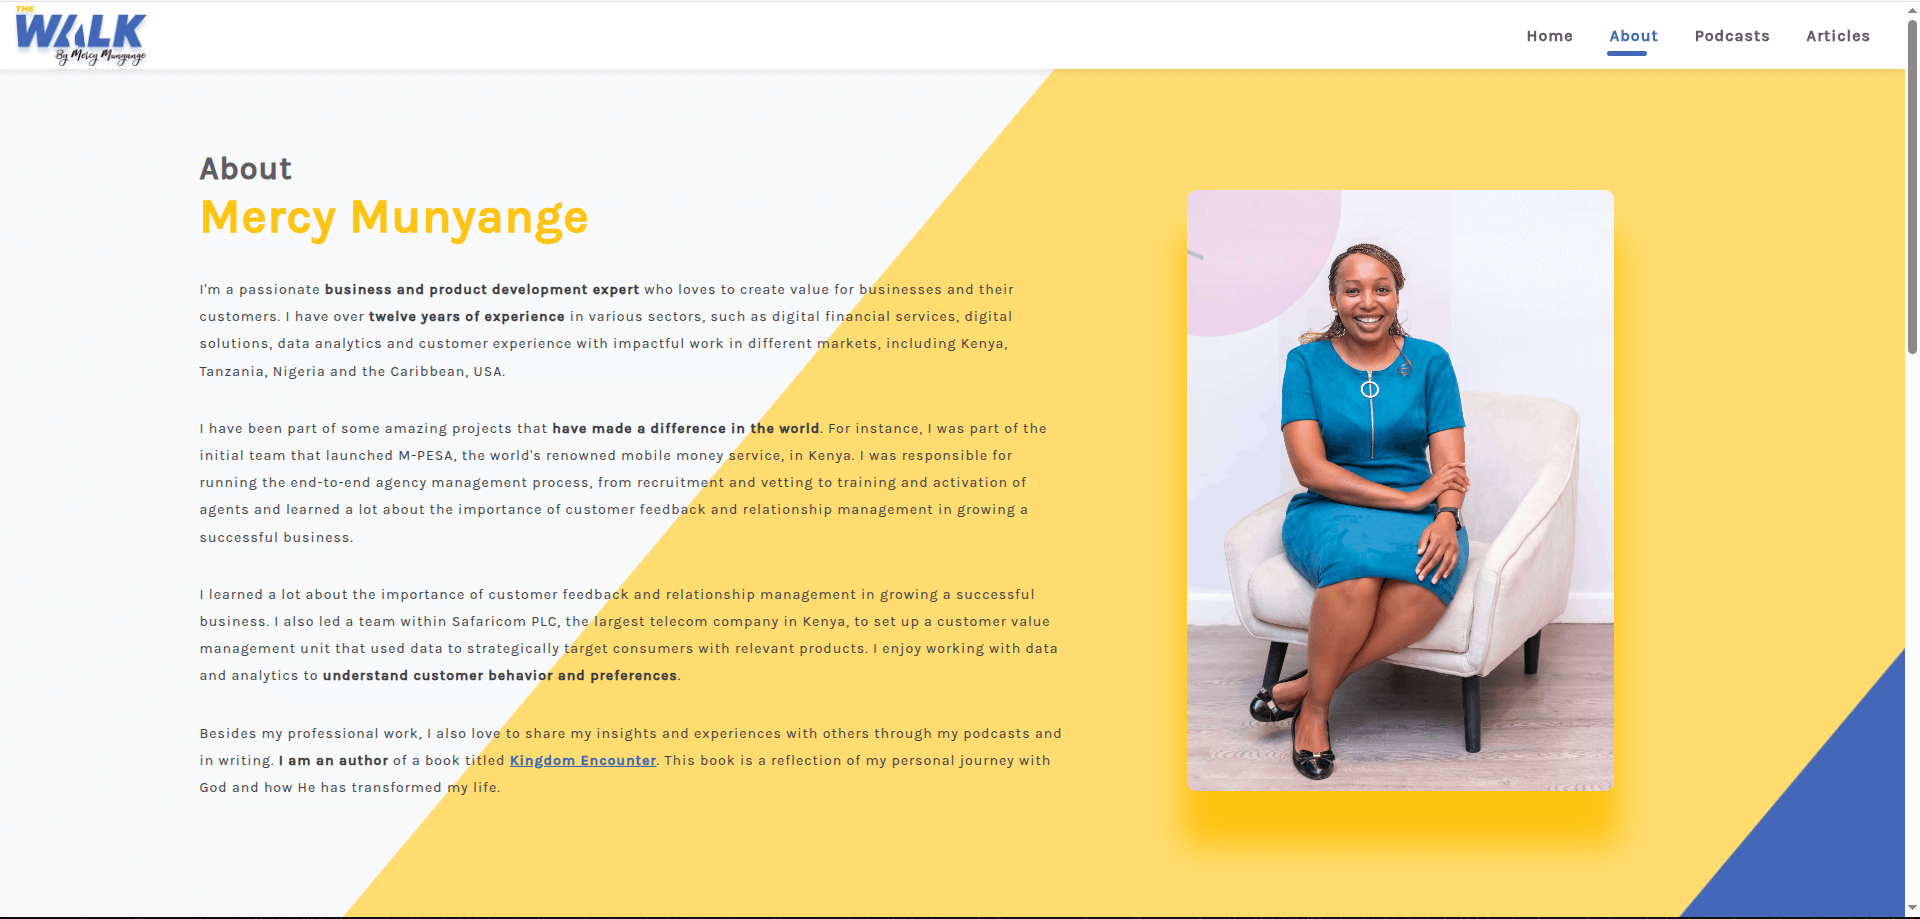 THE
WALK
By Mercy Munyange
Home
About
Podcasts
Articles
About
Mercy Munyange
I'm a passionate business and product development expert who loves to create value for businesses and their
customers. I have over twelve years of experience in various sectors, such as digital financial services, digital
solutions, data analytics and customer experience with impactful work in different markets, including Kenya,
Tanzania, Nigeria and the Caribbean, USA.
I have been part of some amazing projects that have made a difference in the world. For instance, I was part of the
initial team that launched M-PESA, the world's renowned mobile money service, in Kenya. I was responsible for
running the end-to-end agency management process, from recruitment and vetting to training and activation of
agents and learned a lot about the importance of customer feedback and relationship management in growing a
successful business.
I learned a lot about the importance of customer feedback and relationship management in growing a successful
business. I also led a team within Safaricom PLC, the largest telecom company in Kenya, to set up a customer value
management unit that used data to strategically target consumers with relevant products. I enjoy working with data
and analytics to understand customer behavior and preferences.
Besides my professional work, I also love to share my insights and experiences with others through my podcasts and
in writing. I am an author of a book titled Kingdom Encounter. This book is a reflection of my personal journey with
God and how He has transformed my life.